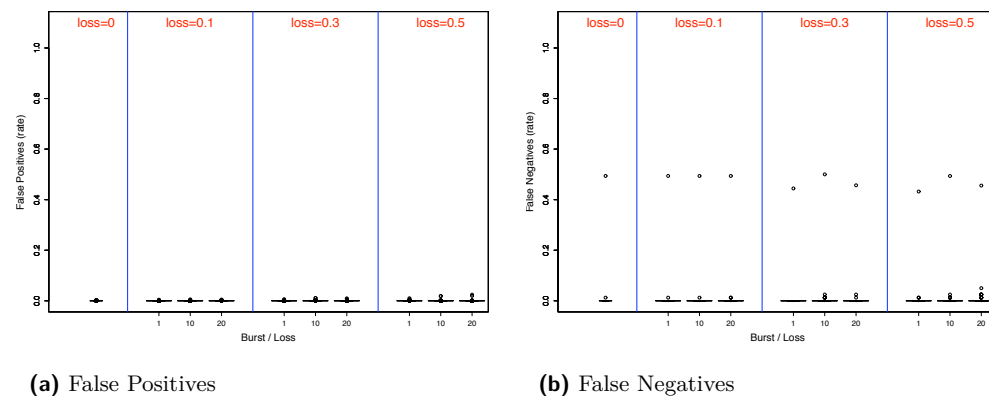 loss=0 loss=0.1 loss=0.3 loss=0.5
False Positives (rate)
1.0
0.8
0.6
0.4
0.2
0.0
1 10 20 1 10 20 1 10 20
Burst / Loss
(a) False Positives
loss=0 loss=0.1 loss=0.3 loss=0.5
False Negatives (rate)
1.0
0.8
0.6
0.4
0.2
0.0
1 10 20 1 10 20 1 10 20
Burst / Loss
(b) False Negatives